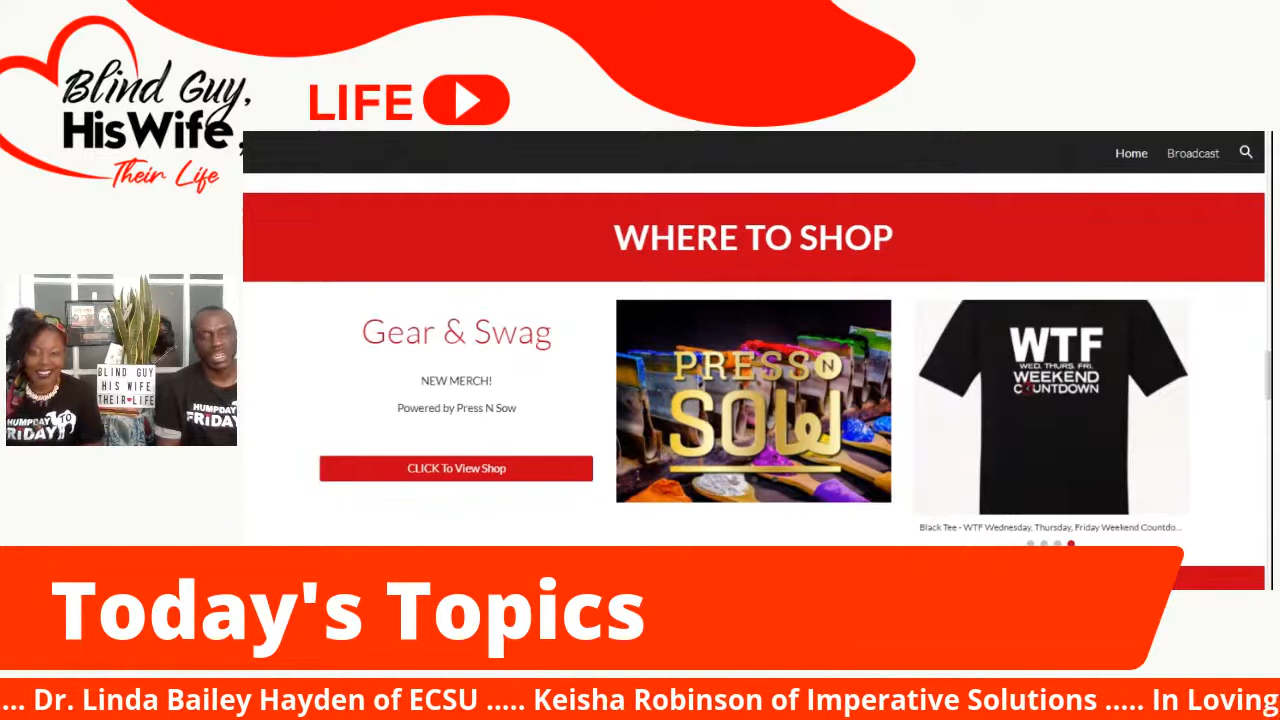 Blind Guy,
His Wife,
Their Life
LIFE
Home Broadcast
WHERE TO SHOP
Gear & Swag
NEW MERCH!
Powered by Press N Sow
CLICK To View Shop
PRESS N
SOW
WTF
WED. THURS. FRI.
WEEKEND
COUNTDOWN
Black Tee - WTF Wednesday, Thursday, Friday Weekend Countdo...
BLIND GUY
HIS WIFE
THEIR♥LIFE
HUMPDAY TO
FRIDAY
HUMPDAY
FRIDAY
Today's Topics
.... Dr. Linda Bailey Hayden of ECSU ..... Keisha Robinson of Imperative Solutions ..... In Loving